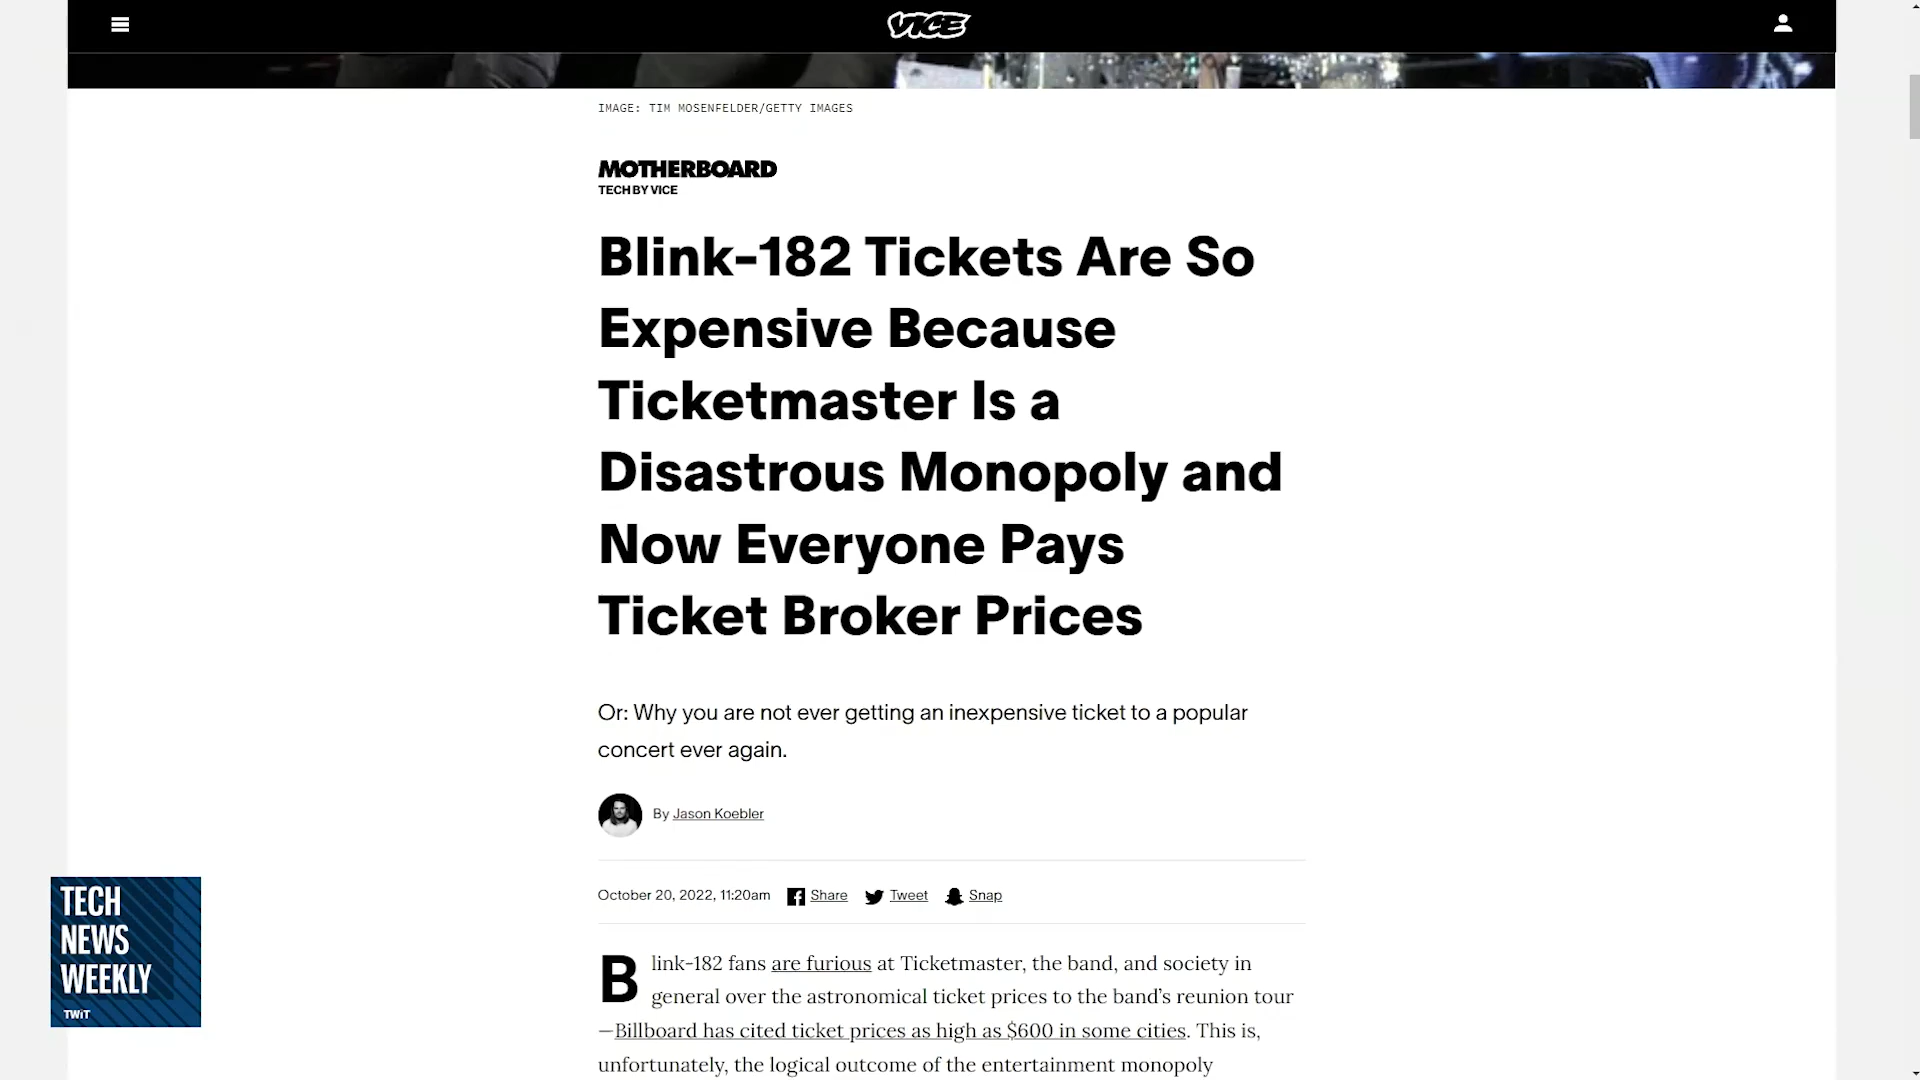 VICE
IMAGE: TIM MOSENFELDER/GETTY IMAGES
MOTHERBOARD
TECH BY VICE
Blink-182 Tickets Are So
Expensive Because
Ticketmaster Is a
Disastrous Monopoly and
Now Everyone Pays
Ticket Broker Prices
Or: Why you are not ever getting an inexpensive ticket to a popular
concert ever again.
By Jason Koebler
October 20, 2022, 11:20am Share Tweet Snap
Blink-182 fans are furious at Ticketmaster, the band, and society in
general over the astronomical ticket prices to the band’s reunion tour
—Billboard has cited ticket prices as high as $600 in some cities. This is,
unfortunately, the logical outcome of the entertainment monopoly
TECH
NEWS
WEEKLY
TWiT